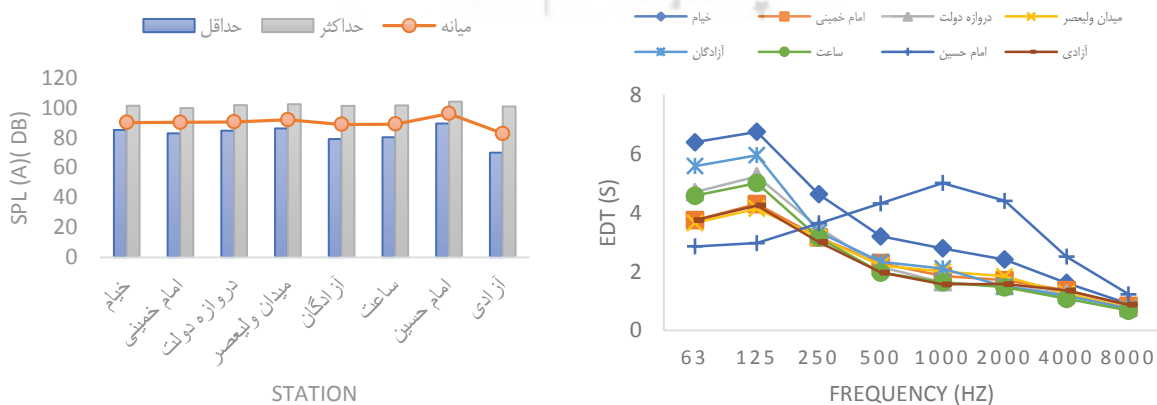 حداقل حداکثر میانه
SPL (A)( DB)
120
100
80
60
40
20
0
خیام
امام خمینی
دروازه دولت
میدان ولیعصر
آزادگان
ساعت
امام حسین
آزادی
STATION
خیام امام خمینی دروازه دولت میدان ولیعصر
آزادگان ساعت امام حسین آزادی
EDT (S)
8
6
4
2
0
63 125 250 500 1000 2000 4000 8000
FREQUENCY (HZ)